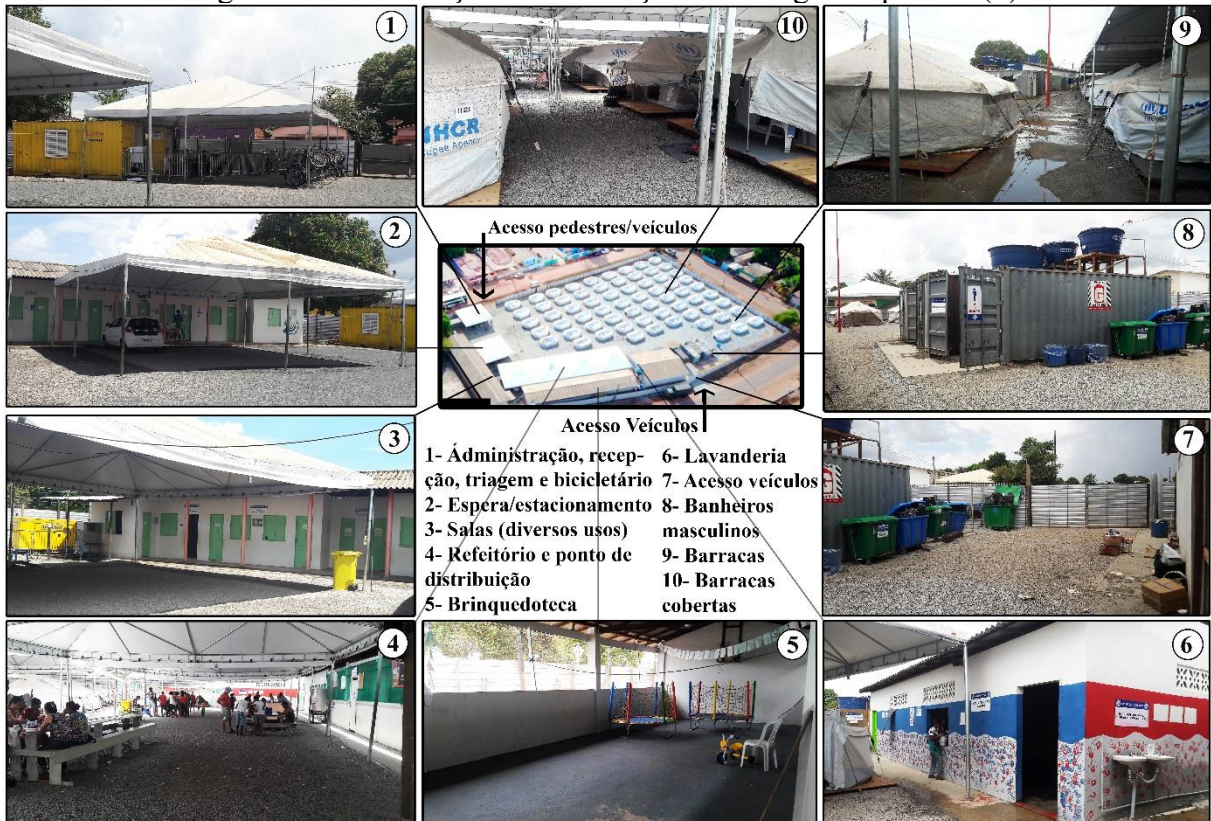 1
10
9
UNHCR
2
Acesso pedestres/veículos
8
G
Acesso Veículos
3
1- Ádministração, recep-
ção, triagem e bicicletário
2- Espera/estacionamento
3- Salas (diversos usos)
4- Refeitório e ponto de
distribuição
5- Brinquedoteca
6- Lavanderia
7- Acesso veículos
8- Banheiros
masculinos
9- Barracas
10- Barracas
cobertas
7
G
4
5
6